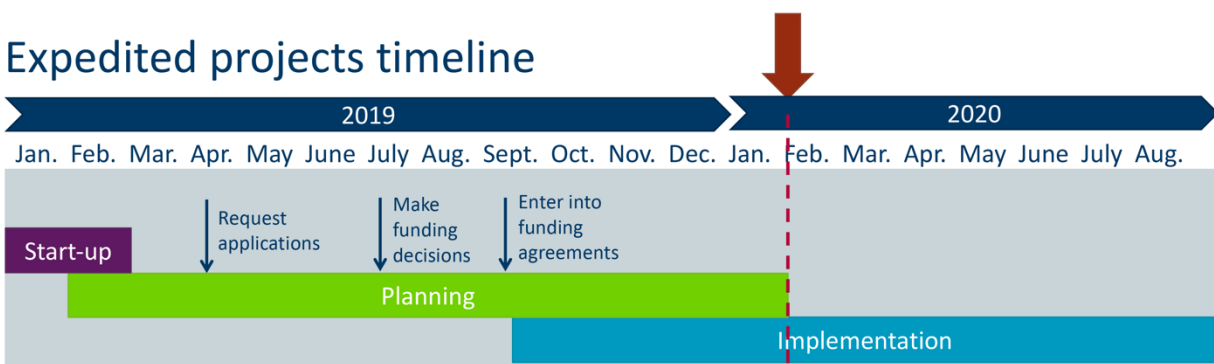 Expedited projects timeline
2019
2020
Jan. Feb. Mar. Apr. May June July Aug. Sept. Oct. Nov. Dec. Jan. Feb. Mar. Apr. May June July Aug.
Request
applications
Make
funding
decisions
Enter into
funding
agreements
Start-up
Planning
Implementation